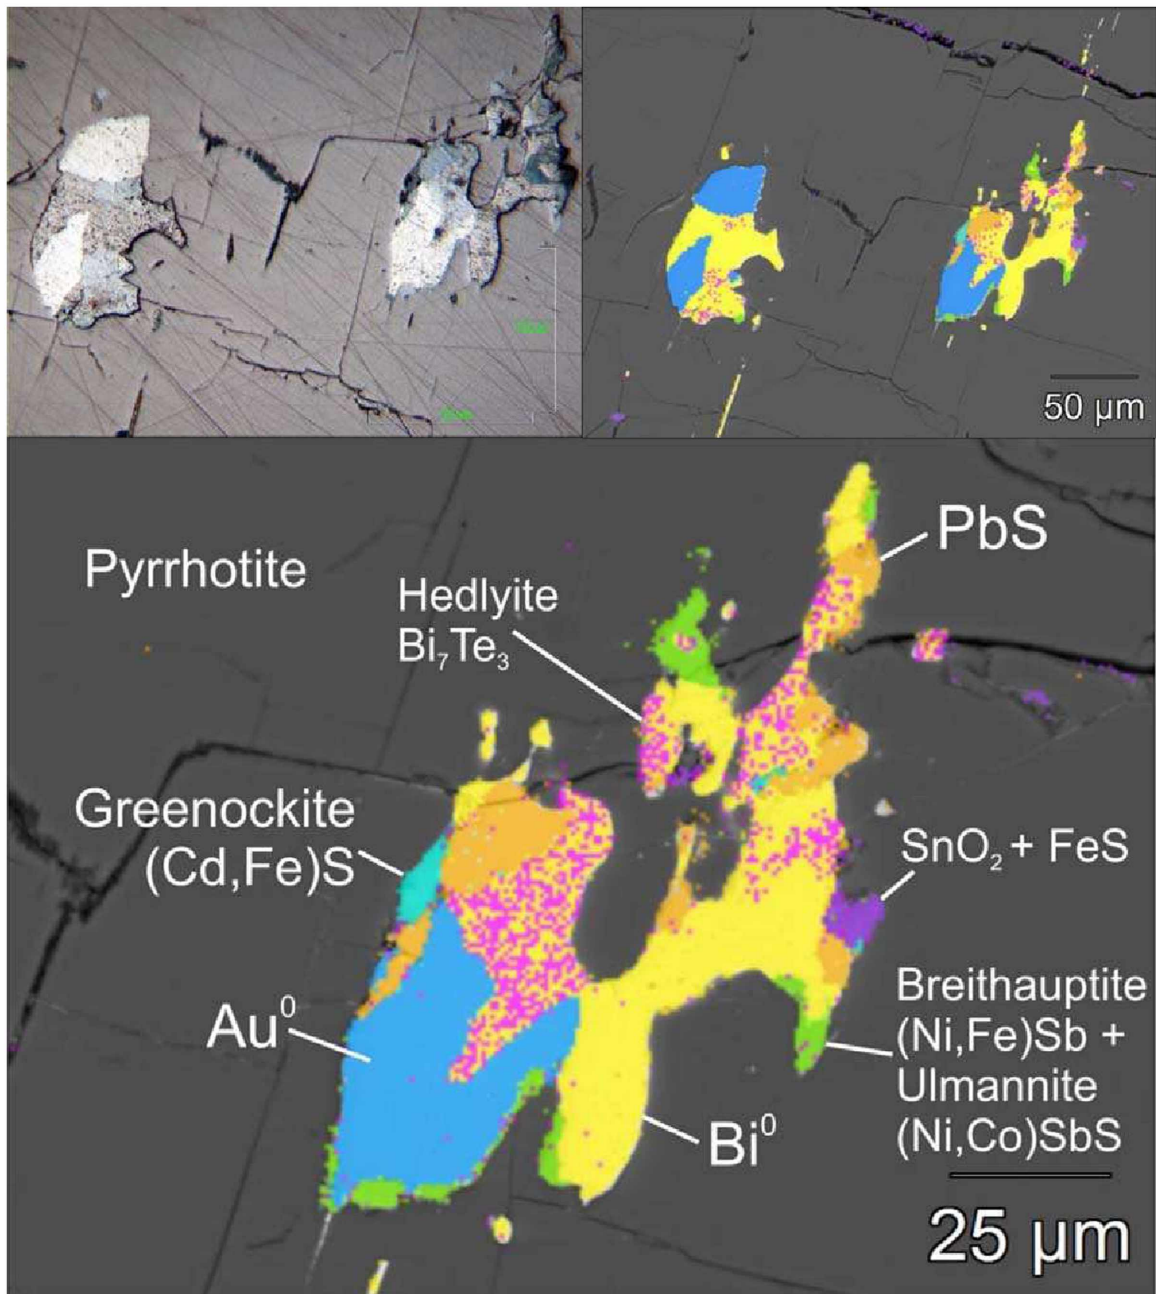 50 µm
Pyrrhotite
PbS
Hedlyite
Bi₇Te₃
Greenockite
(Cd,Fe)S
SnO₂ + FeS
Au⁰
Breithauptite
(Ni,Fe)Sb +
Ulmannite
(Ni,Co)SbS
Bi⁰
25 µm